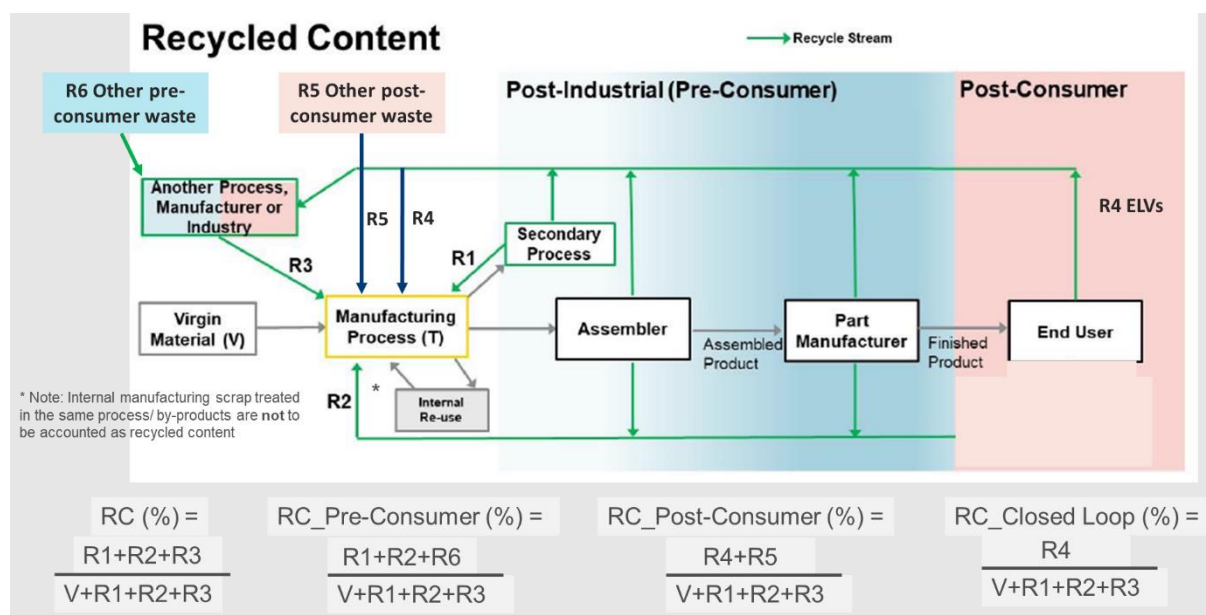 Recycled Content
Recycle Stream
R6 Other pre-
consumer waste
R5 Other post-
consumer waste
Post-Industrial (Pre-Consumer)
Post-Consumer
Another Process,
Manufacturer or
Industry
R5
R4
R3
R1
Secondary
Process
R4 ELVs
Virgin
Material (V)
Manufacturing
Process (T)
Assembler
Assembled
Product
Part
Manufacturer
Finished
Product
End User
* Note: Internal manufacturing scrap treated
in the same process/ by-products are not to
be accounted as recycled content
R2
*
Internal
Re-use
RC (%) =
R1+R2+R3
V+R1+R2+R3
RC_Pre-Consumer (%) =
R1+R2+R6
V+R1+R2+R3
RC_Post-Consumer (%) =
R4+R5
V+R1+R2+R3
RC_Closed Loop (%) =
R4
V+R1+R2+R3